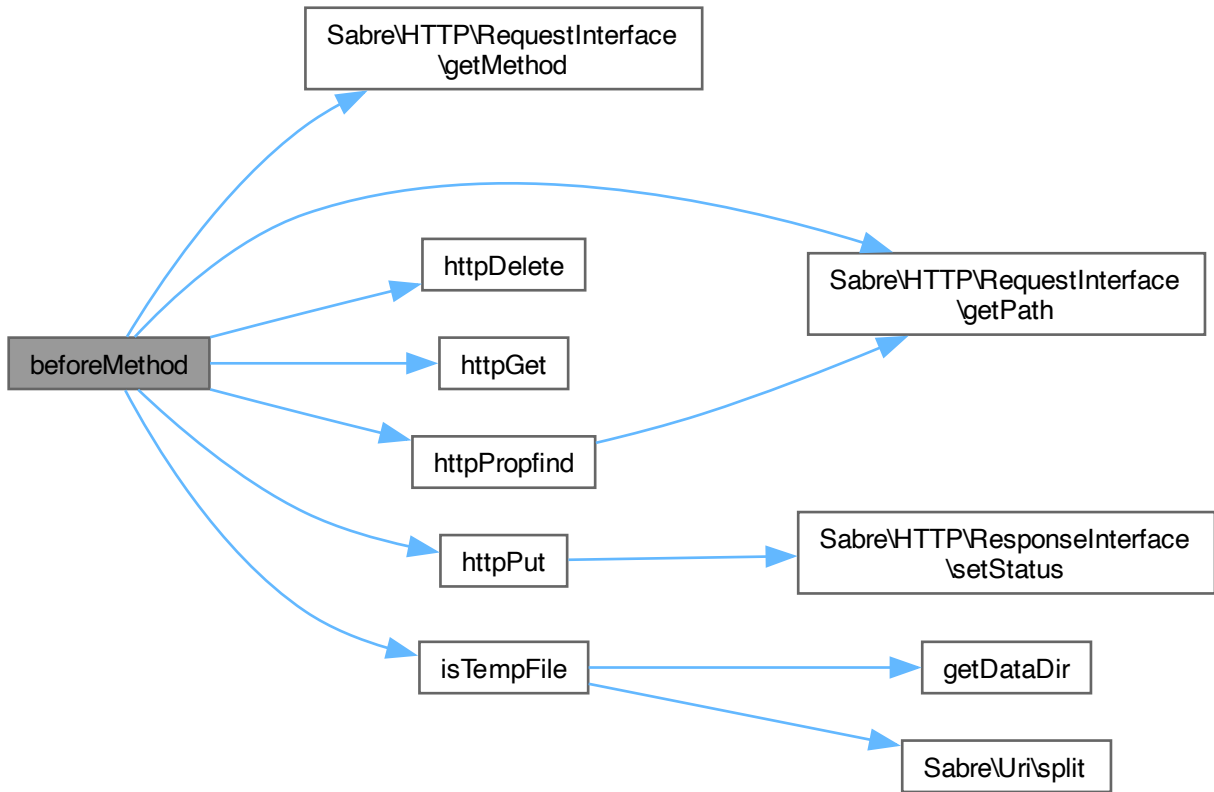 Sabre\HTTP\RequestInterface
\getMethod
Sabre\HTTP\RequestInterface
\getPath
httpDelete
beforeMethod
httpGet
httpPropfind
httpPut
Sabre\HTTP\ResponseInterface
\setStatus
isTempFile
getDataDir
Sabre\Uri\split